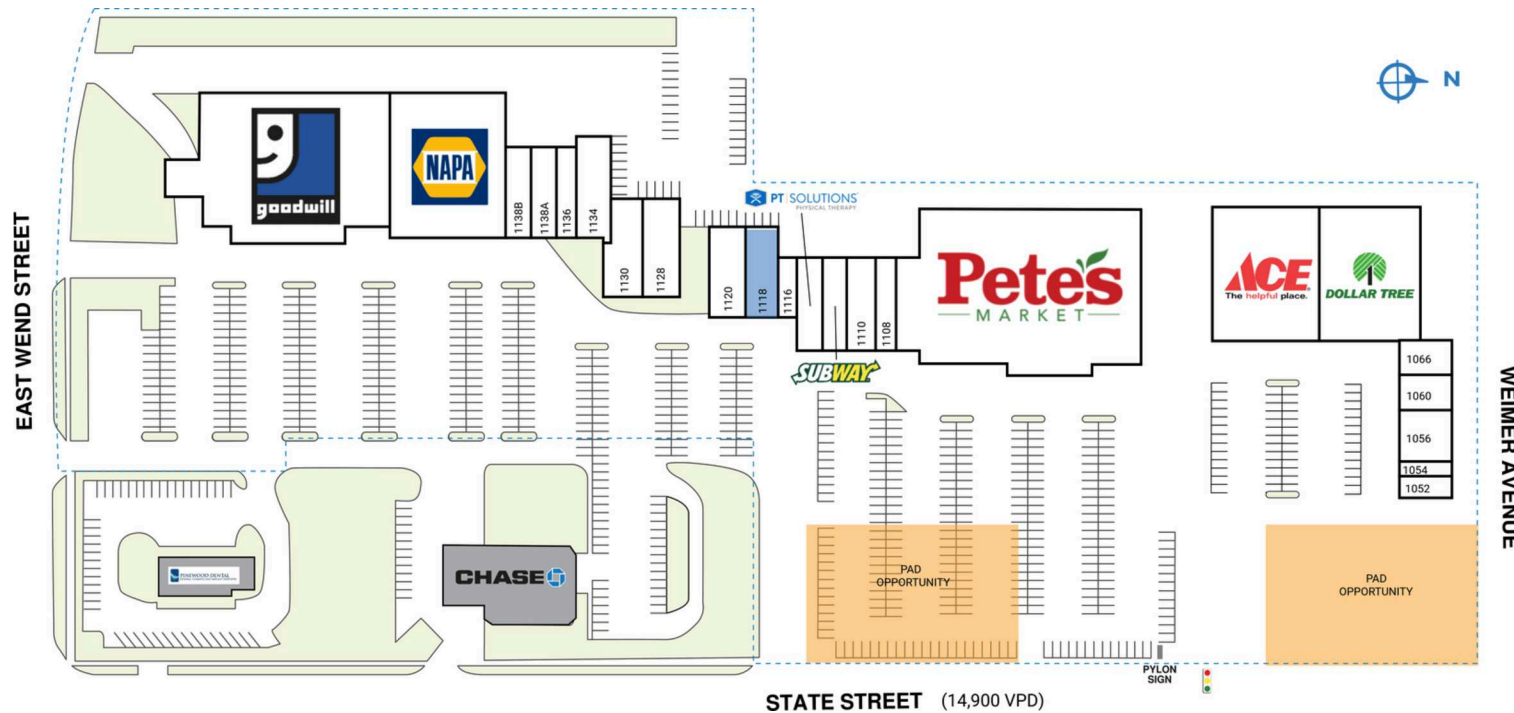 N
EAST WEND STREET
goodwill
NAPA
1138B
1138A
1136
1134
1130
1128
1120
1118
1116
PT SOLUTIONS
PHYSICAL THERAPY
SUBWAY
1110
1108
Pete's
MARKET
ACE
The helpful place.
DOLLAR TREE
1066
1060
1056
1054
1052
WEIMER AVENUE
PINEWOOD DENTAL
CHASE
PAD
OPPORTUNITY
PAD
OPPORTUNITY
PYLON
SIGN
STATE STREET (14,900 VPD)